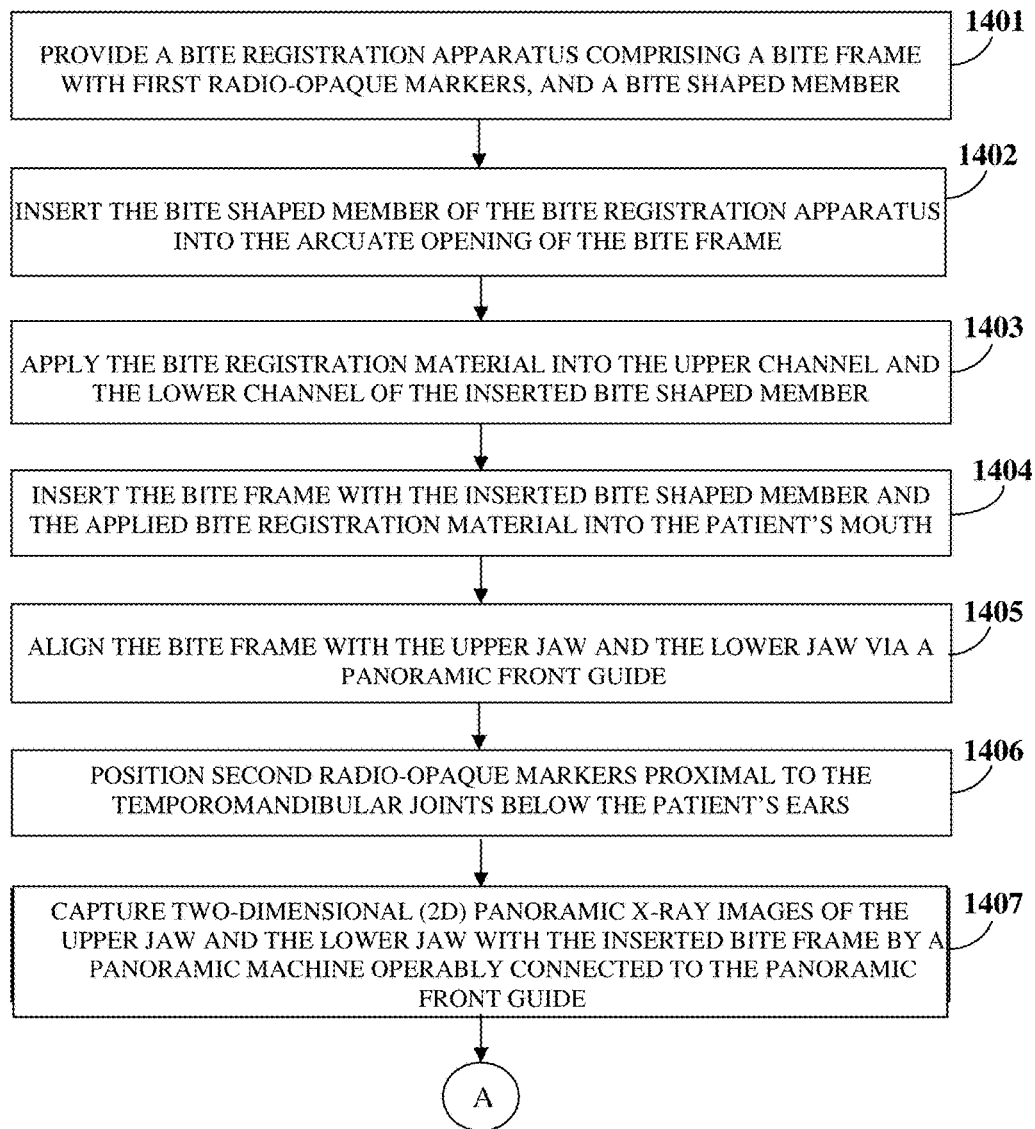 1401
PROVIDE A BITE REGISTRATION APPARATUS COMPRISING A BITE FRAME
WITH FIRST RADIO-OPAQUE MARKERS, AND A BITE SHAPED MEMBER
1402
INSERT THE BITE SHAPED MEMBER OF THE BITE REGISTRATION APPARATUS
INTO THE ARCUATE OPENING OF THE BITE FRAME
1403
APPLY THE BITE REGISTRATION MATERIAL INTO THE UPPER CHANNEL AND
THE LOWER CHANNEL OF THE INSERTED BITE SHAPED MEMBER
1404
INSERT THE BITE FRAME WITH THE INSERTED BITE SHAPED MEMBER AND
THE APPLIED BITE REGISTRATION MATERIAL INTO THE PATIENT'S MOUTH
1405
ALIGN THE BITE FRAME WITH THE UPPER JAW AND THE LOWER JAW VIA A
PANORAMIC FRONT GUIDE
1406
POSITION SECOND RADIO-OPAQUE MARKERS PROXIMAL TO THE
TEMPOROMANDIBULAR JOINTS BELOW THE PATIENT'S EARS
1407
CAPTURE TWO-DIMENSIONAL (2D) PANORAMIC X-RAY IMAGES OF THE
UPPER JAW AND THE LOWER JAW WITH THE INSERTED BITE FRAME BY A
PANORAMIC MACHINE OPERABLY CONNECTED TO THE PANORAMIC
FRONT GUIDE
A